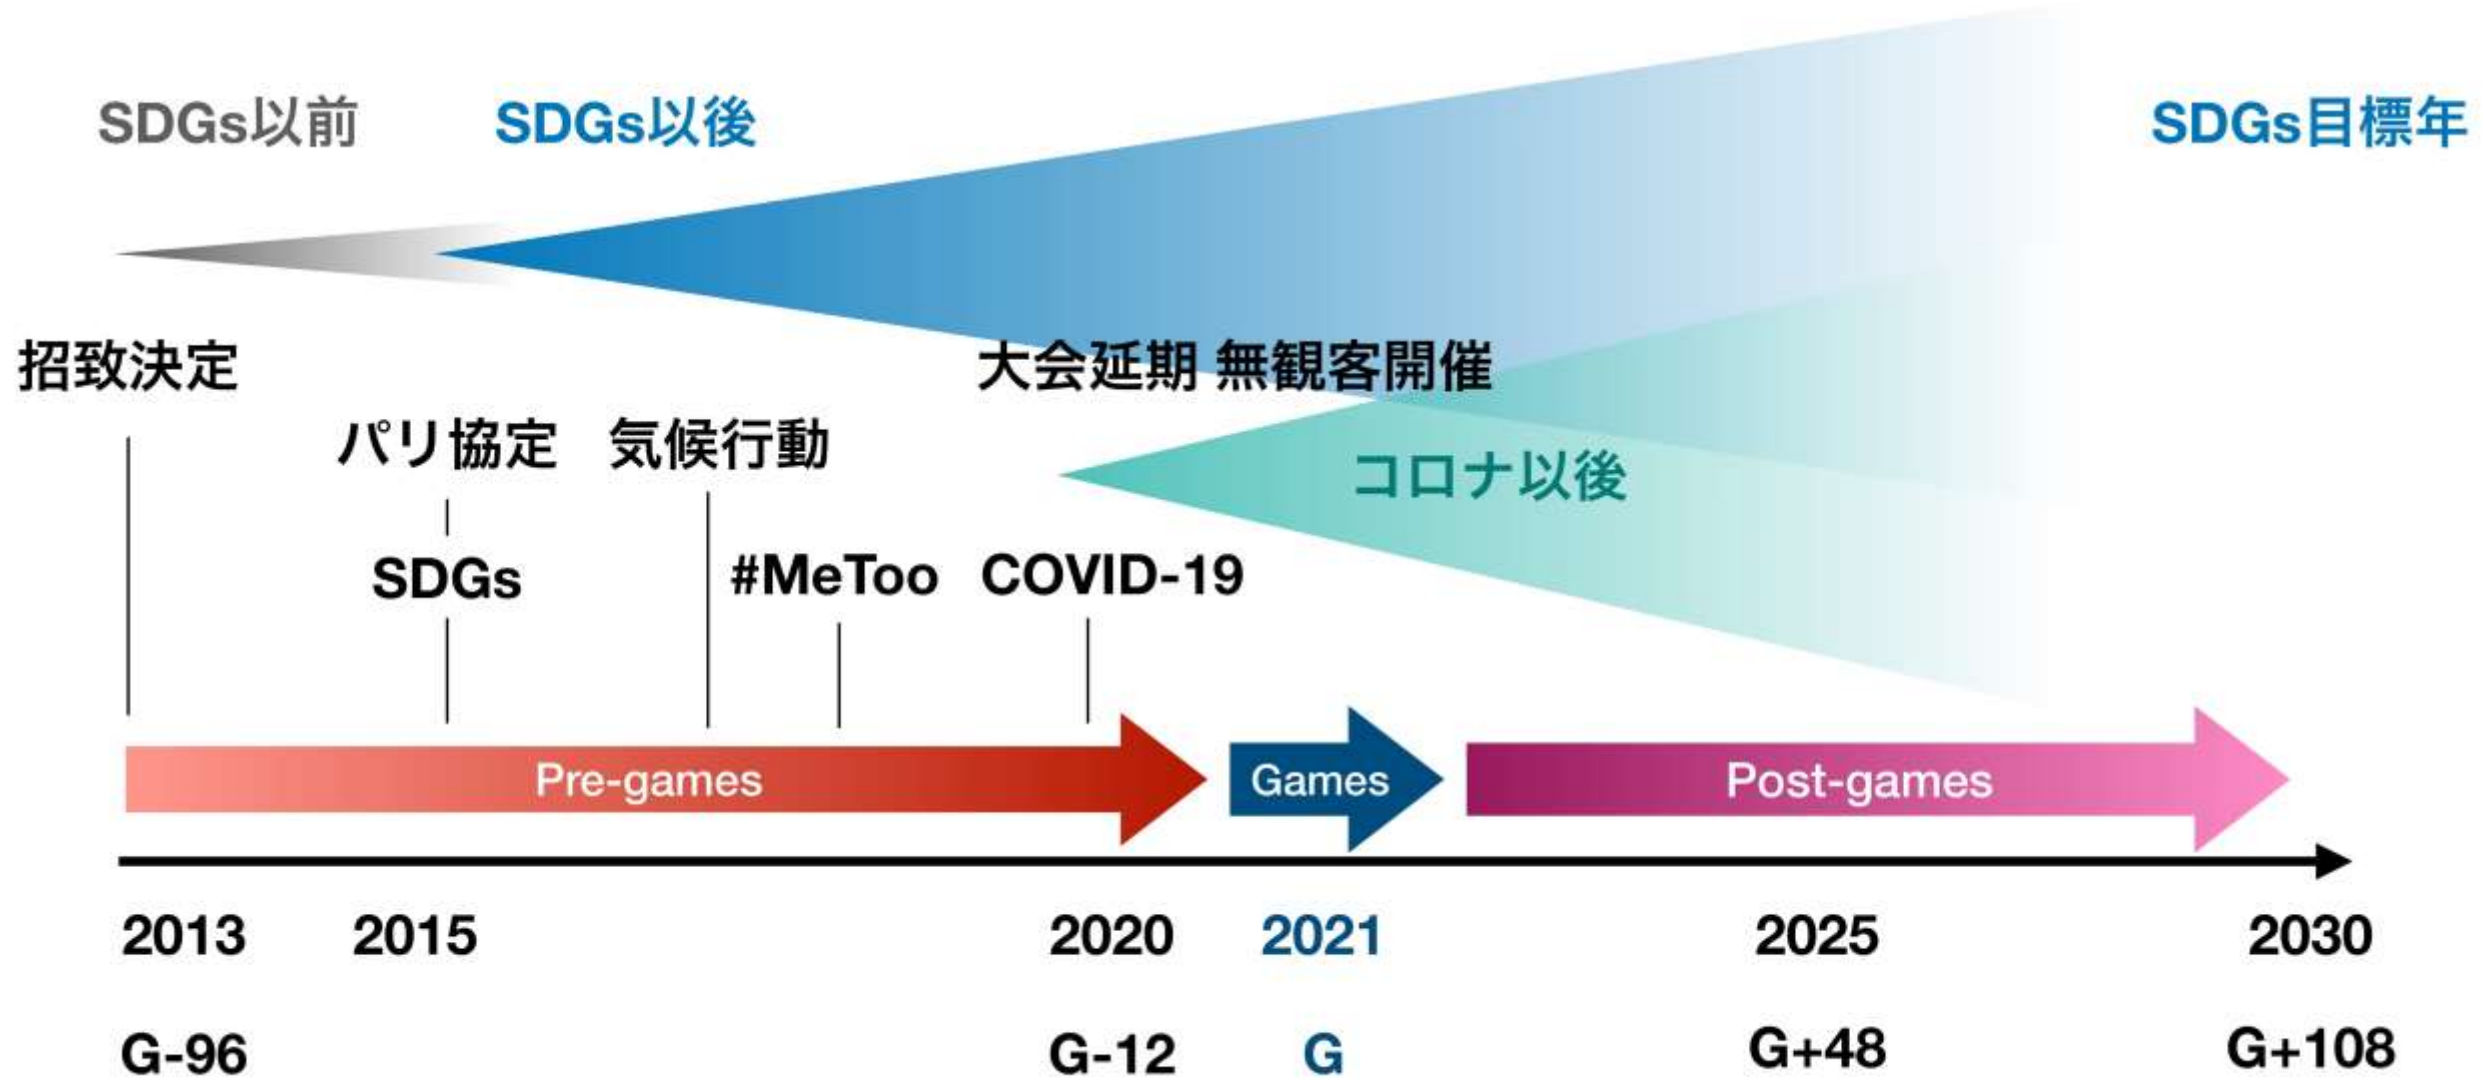 SDGs以前 SDGs以後 SDGs目標年
招致決定 大会延期 無観客開催
パリ協定 気候行動
コロナ以後
SDGs #MeToo COVID-19
Pre-games Games Post-games
2013 2015 2020 2021 2025 2030
G-96 G-12 G G+48 G+108